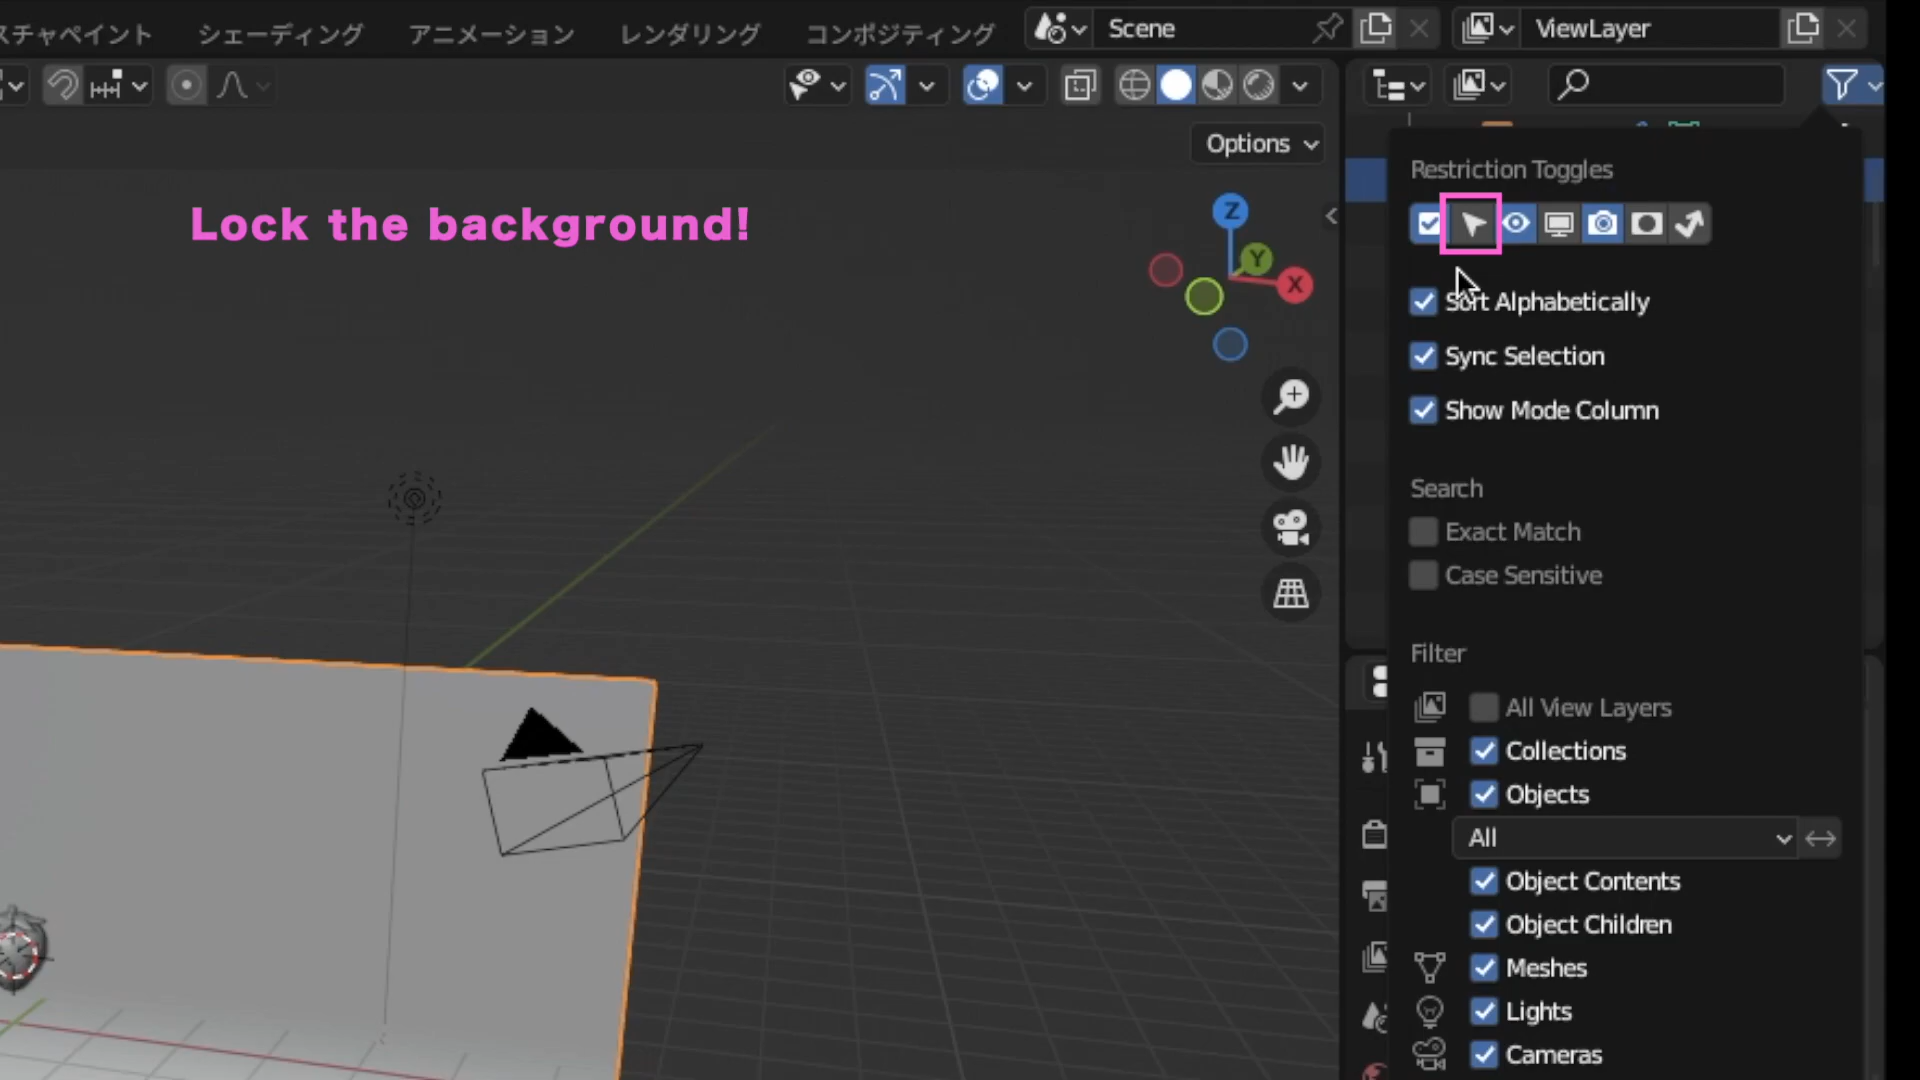 スチャペイント シェーディング アニメーション レンダリング コンポジティング Scene ViewLayer
Options
Lock the background!
Z
Y
X
Restriction Toggles
Sort Alphabetically
Sync Selection
Show Mode Column
Search
Exact Match
Case Sensitive
Filter
All View Layers
Collections
Objects
All
Object Contents
Object Children
Meshes
Lights
Cameras